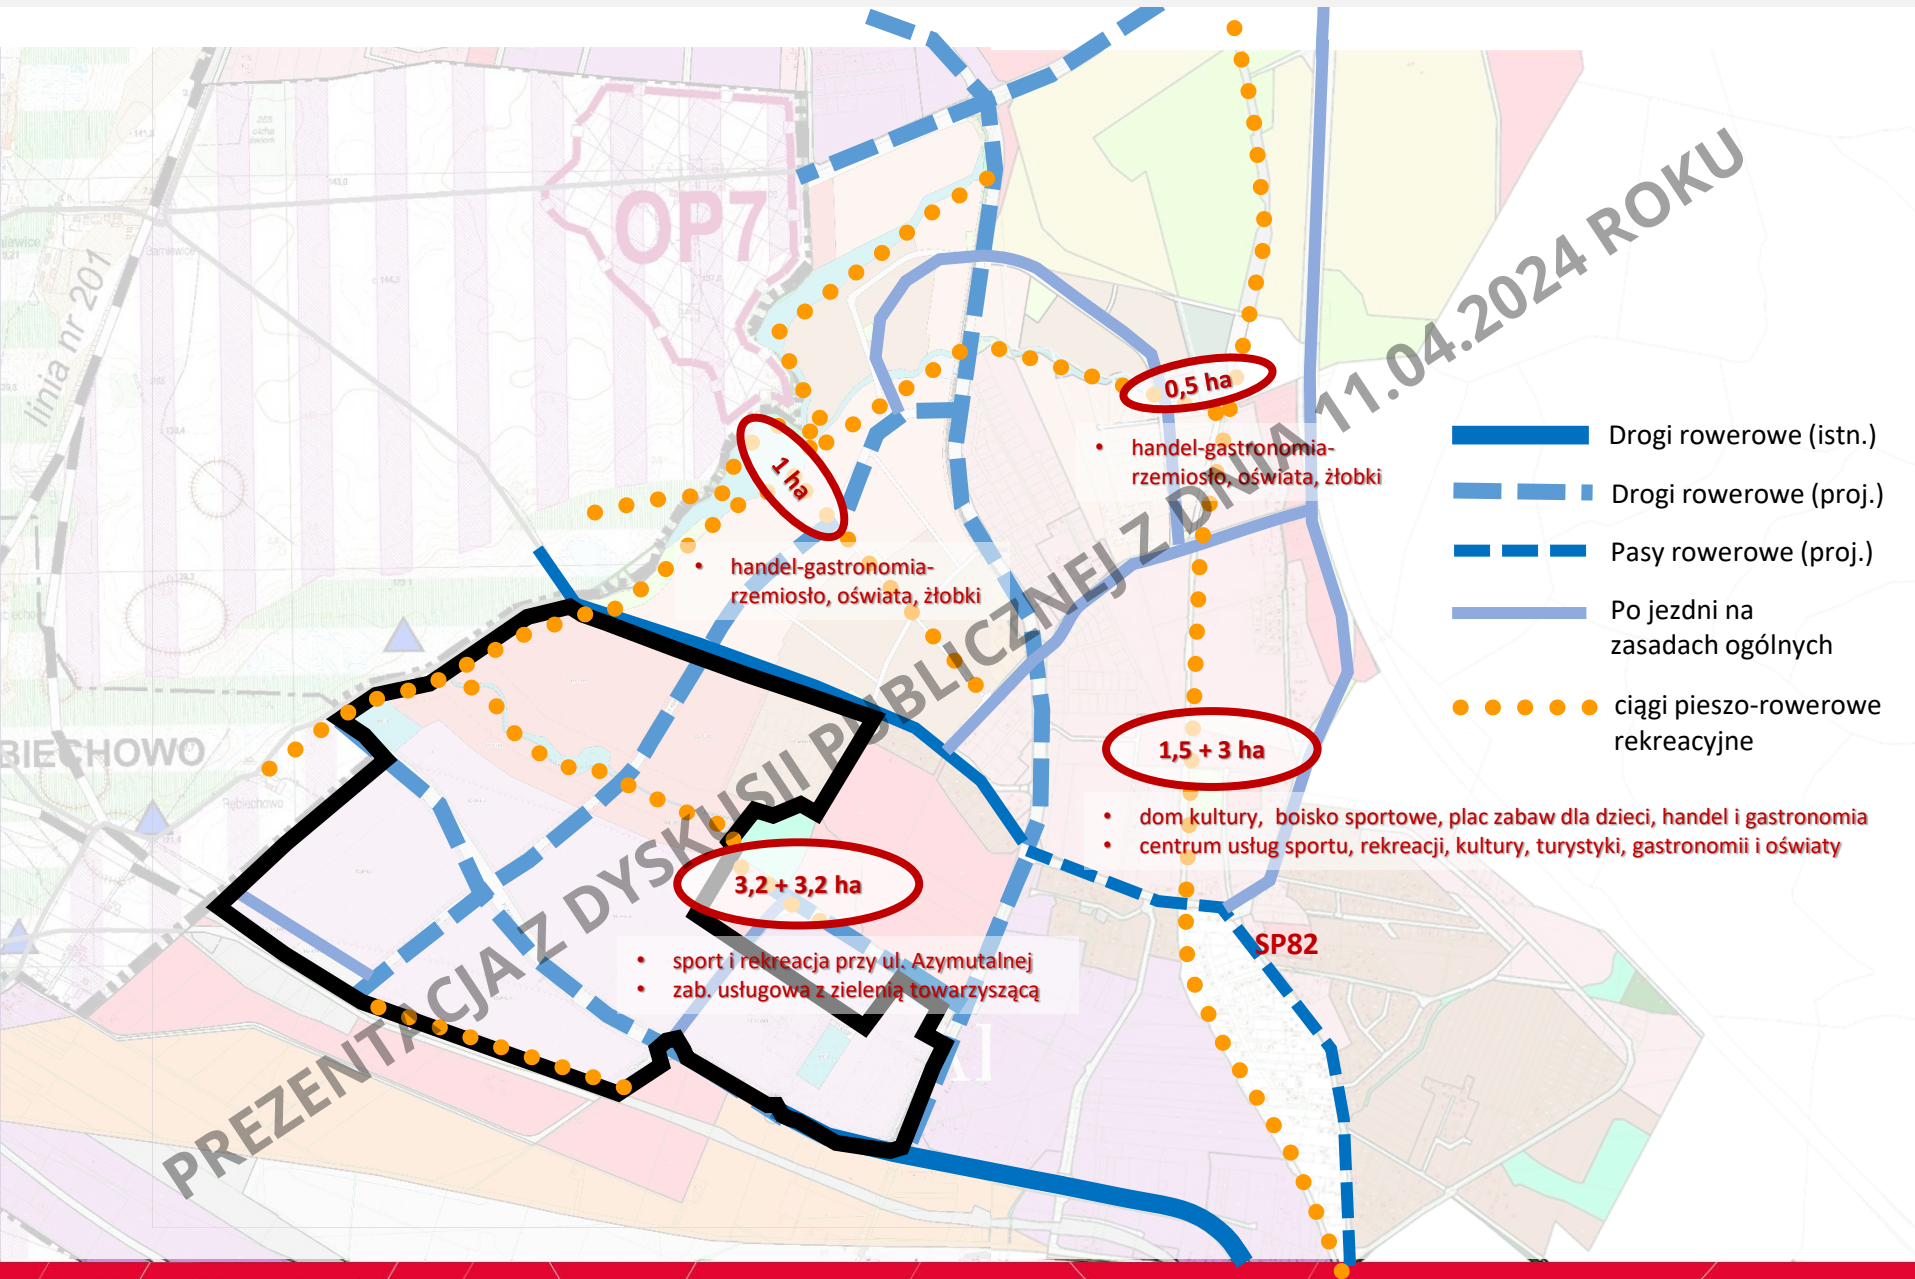 OP7
linia nr 201
Barniewice
143,0
BIECHOWO
Rębiechowo
0,5 ha
• handel-gastronomia-
rzemiosło, oświata, żłobki
1 ha
• handel-gastronomia-
rzemiosło, oświata, żłobki
1,5 + 3 ha
• dom kultury, boisko sportowe, plac zabaw dla dzieci, handel i gastronomia
• centrum usług sportu, rekreacji, kultury, turystyki, gastronomii i oświaty
3,2 + 3,2 ha
• sport i rekreacja przy ul. Azymutalnej
• zab. usługowa z zielenią towarzyszącą
SP82
Drogi rowerowe (istn.)
Drogi rowerowe (proj.)
Pasy rowerowe (proj.)
Po jezdni na
zasadach ogólnych
ciągi pieszo-rowerowe
rekreacyjne
PREZENTACJA Z DYSKUSJI PUBLICZNEJ Z DNIA 11.04.2024 ROKU